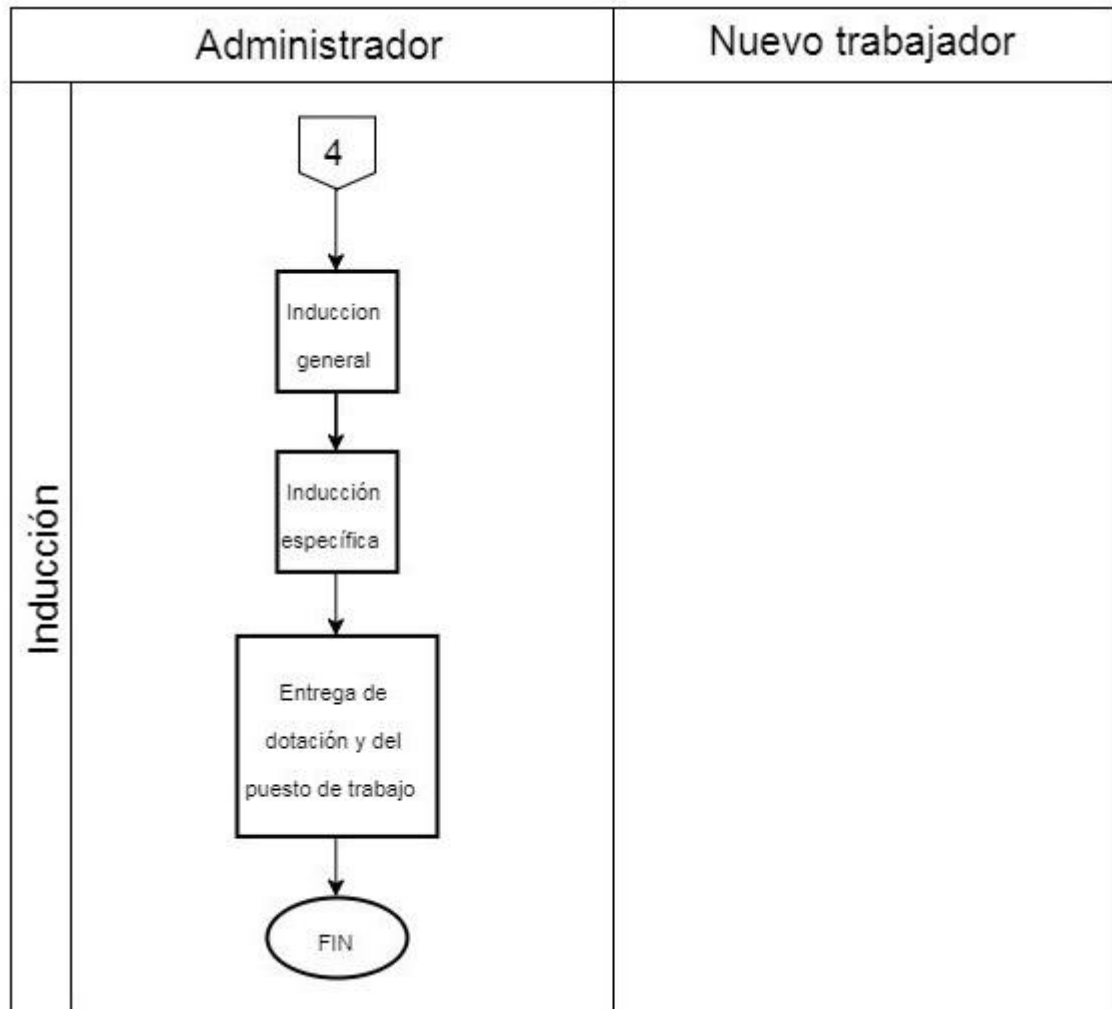 Administrador
Nuevo trabajador
Inducción
4
Induccion
general
Inducción
específica
Entrega de
dotación y del
puesto de trabajo
FIN